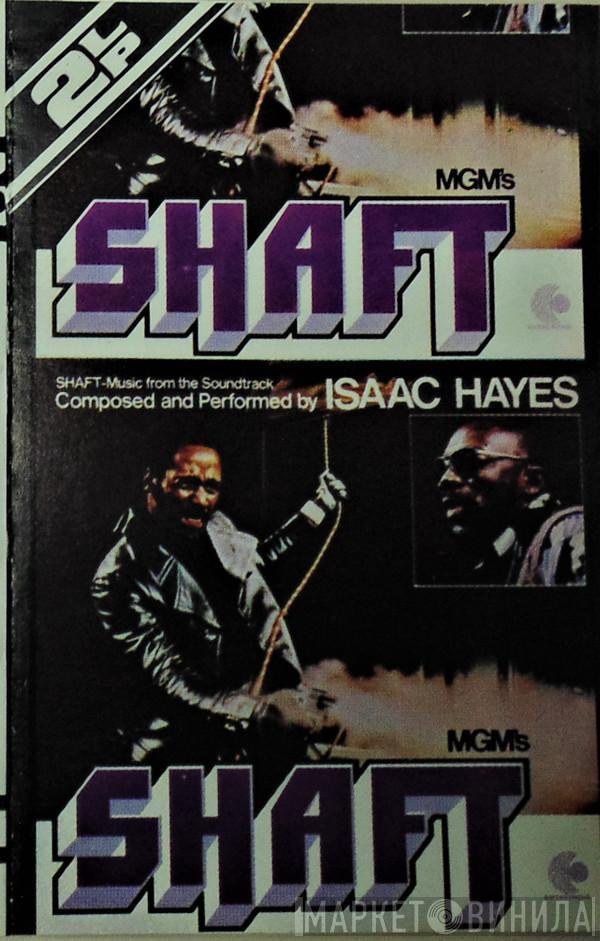 2LP
MGM's
SHAFT
SHAFT-Music from the Soundtrack
Composed and Performed by ISAAC HAYES
MGM's
SHAFT
МАРКЕТ ВИНИЛА